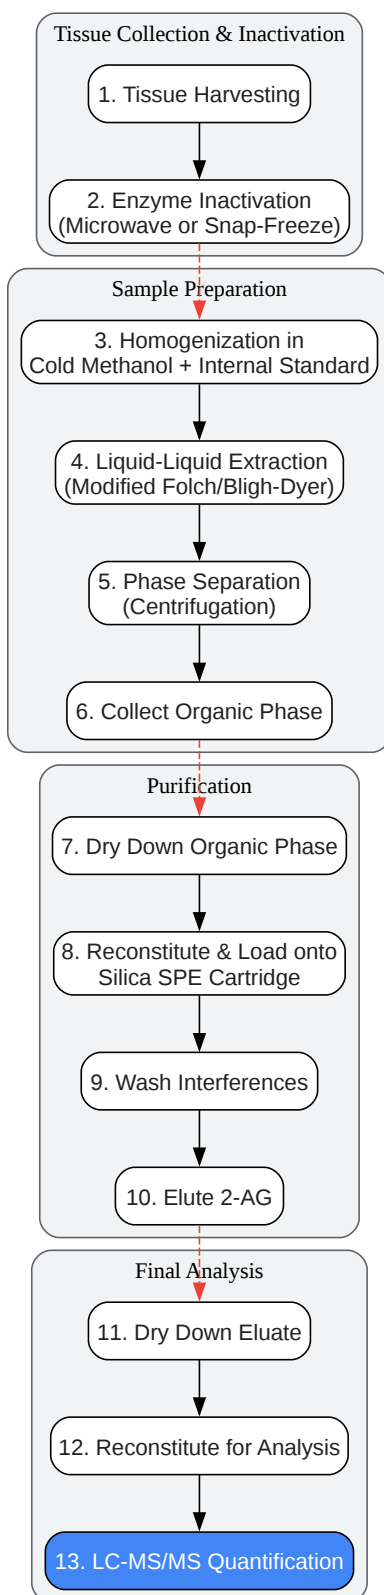 Tissue Collection & Inactivation
1. Tissue Harvesting
2. Enzyme Inactivation
(Microwave or Snap-Freeze)
Sample Preparation
3. Homogenization in
Cold Methanol + Internal Standard
4. Liquid-Liquid Extraction
(Modified Folch/Bligh-Dyer)
5. Phase Separation
(Centrifugation)
6. Collect Organic Phase
Purification
7. Dry Down Organic Phase
8. Reconstitute & Load onto
Silica SPE Cartridge
9. Wash Interferences
10. Elute 2-AG
Final Analysis
11. Dry Down Eluate
12. Reconstitute for Analysis
13. LC-MS/MS Quantification